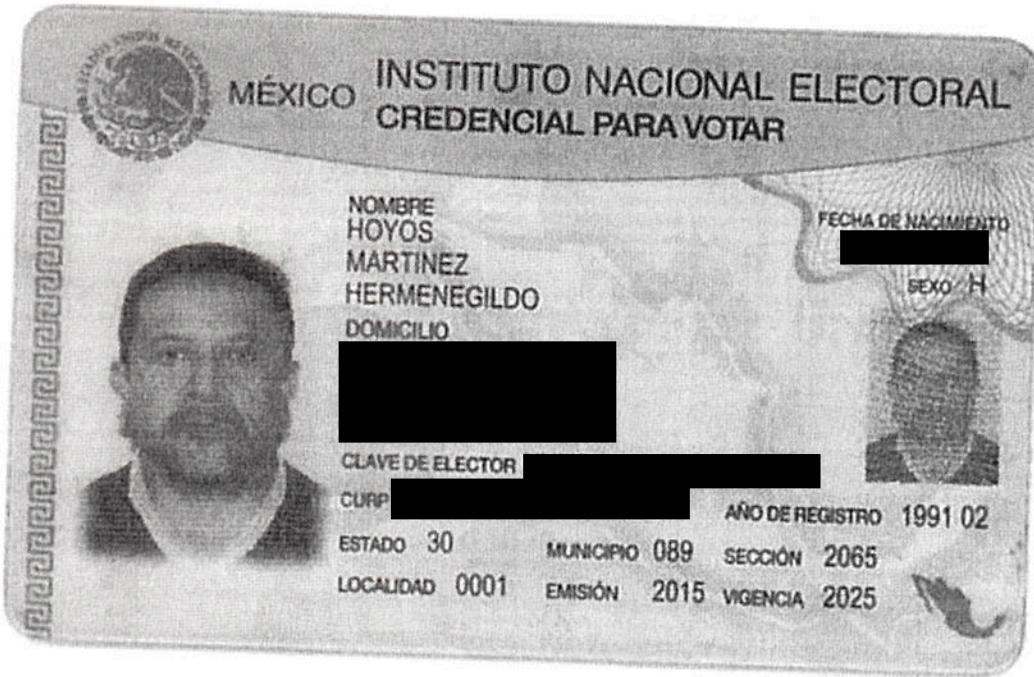 MÉXICO INSTITUTO NACIONAL ELECTORAL
CREDENCIAL PARA VOTAR
NOMBRE
HOYOS
MARTINEZ
HERMENEGILDO
DOMICILIO
FECHA DE NACIMIENTO
SEXO H
CLAVE DE ELECTOR
CURP
AÑO DE REGISTRO 1991 02
ESTADO 30 MUNICIPIO 089 SECCIÓN 2065
LOCALIDAD 0001 EMISIÓN 2015 VIGENCIA 2025